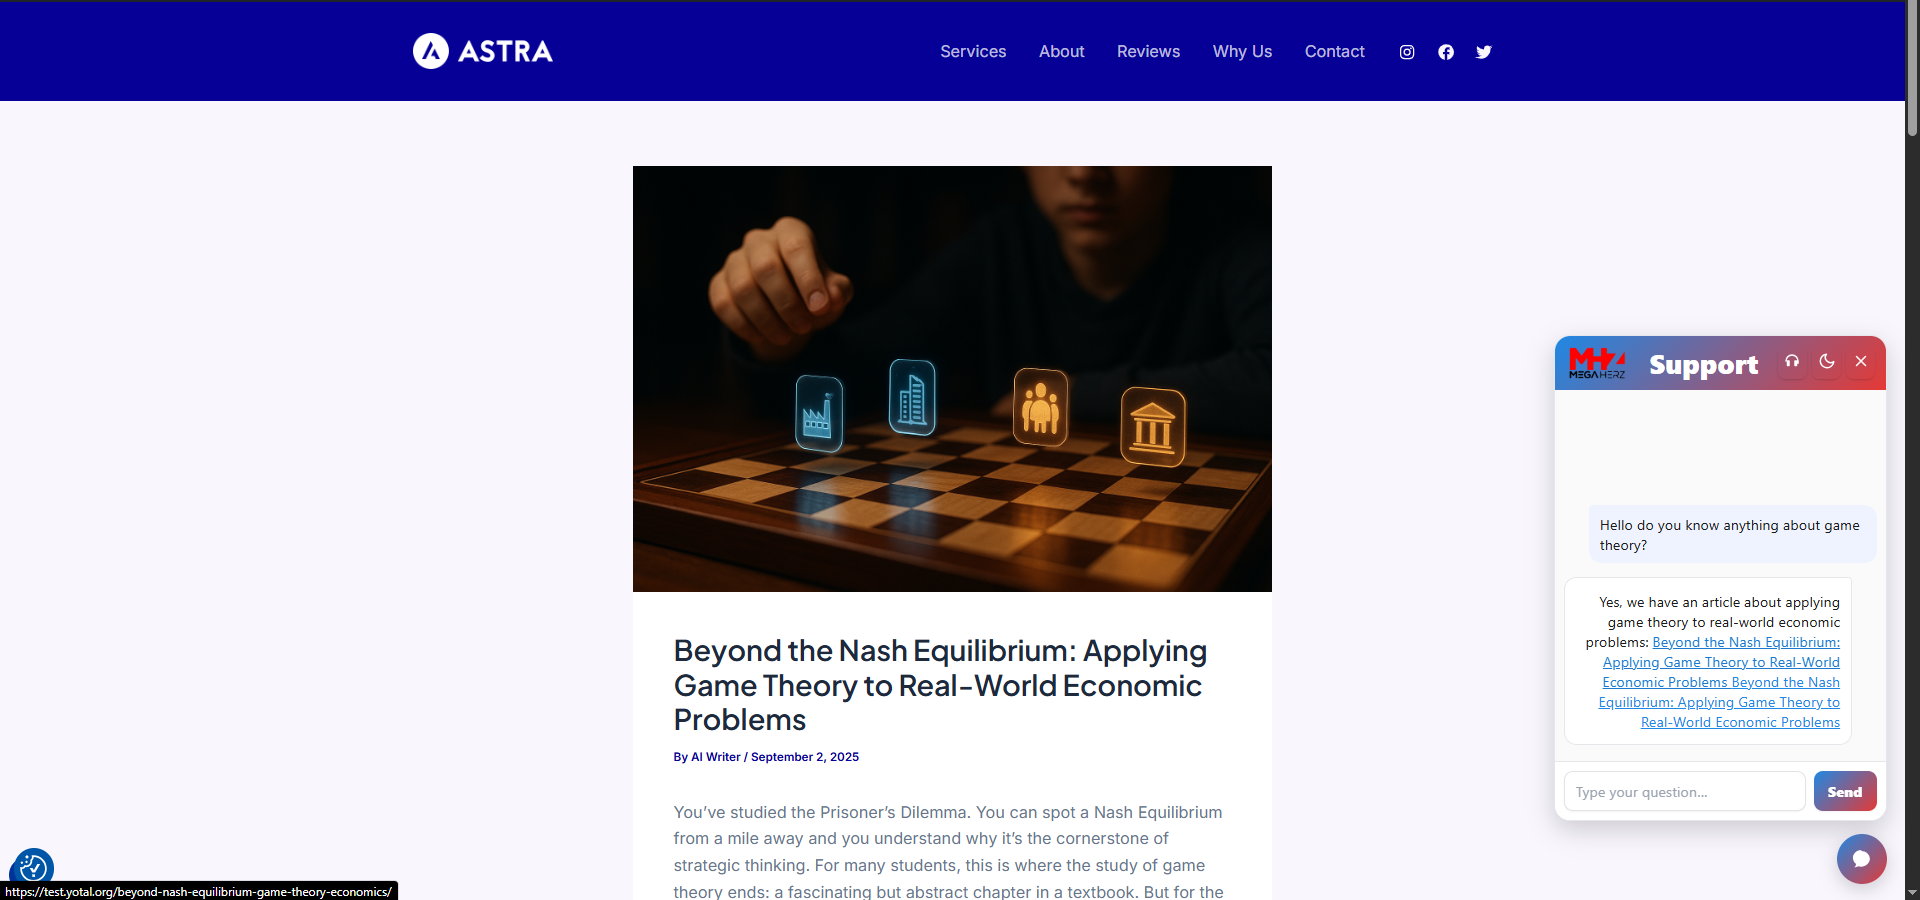 ASTRA
Services
About
Reviews
Why Us
Contact
Beyond the Nash Equilibrium: Applying
Game Theory to Real-World Economic
Problems
By AI Writer / September 2, 2025
You’ve studied the Prisoner’s Dilemma. You can spot a Nash Equilibrium
from a mile away and you understand why it’s the cornerstone of
strategic thinking. For many students, this is where the study of game
theory ends: a fascinating but abstract chapter in a textbook. But for the
MHz
MEGAHERZ
Support
Hello do you know anything about game
theory?
Yes, we have an article about applying
game theory to real-world economic
problems: Beyond the Nash Equilibrium:
Applying Game Theory to Real-World
Economic Problems Beyond the Nash
Equilibrium: Applying Game Theory to
Real-World Economic Problems
Type your question...
Send
https://test.yotal.org/beyond-nash-equilibrium-game-theory-economics/